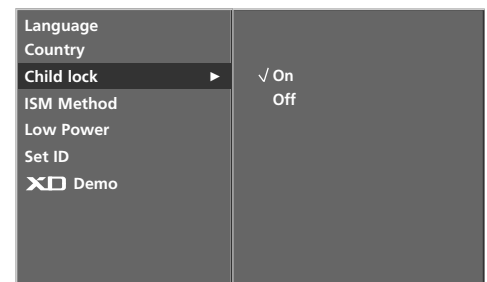 Language
Country
Child lock ►
ISM Method
Low Power
Set ID
XD Demo
√ On
Off